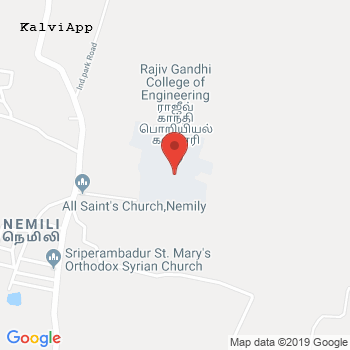 KalviApp
Ind.park Road
Rajiv Gandhi
College of
Engineering
ராஜீவ்
காந்தி
பொறியியல்
All Saint's Church,Nemily
NEMILI
நெமிலி
Sriperambadur St. Mary's
Orthodox Syrian Church
Google
Map data ©2019 Google